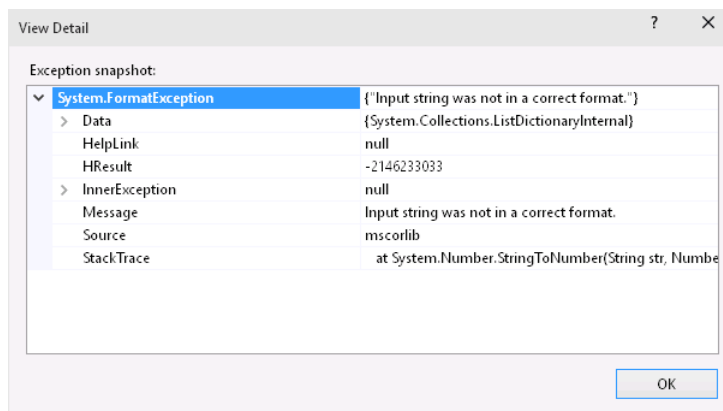 View Detail ? ×
Exception snapshot:
System.FormatException {"Input string was not in a correct format."}
Data {System.Collections.ListDictionaryInternal}
HelpLink null
HResult -2146233033
InnerException null
Message Input string was not in a correct format.
Source mscorlib
StackTrace at System.Number.StringToNumber(String str, Numbe
OK